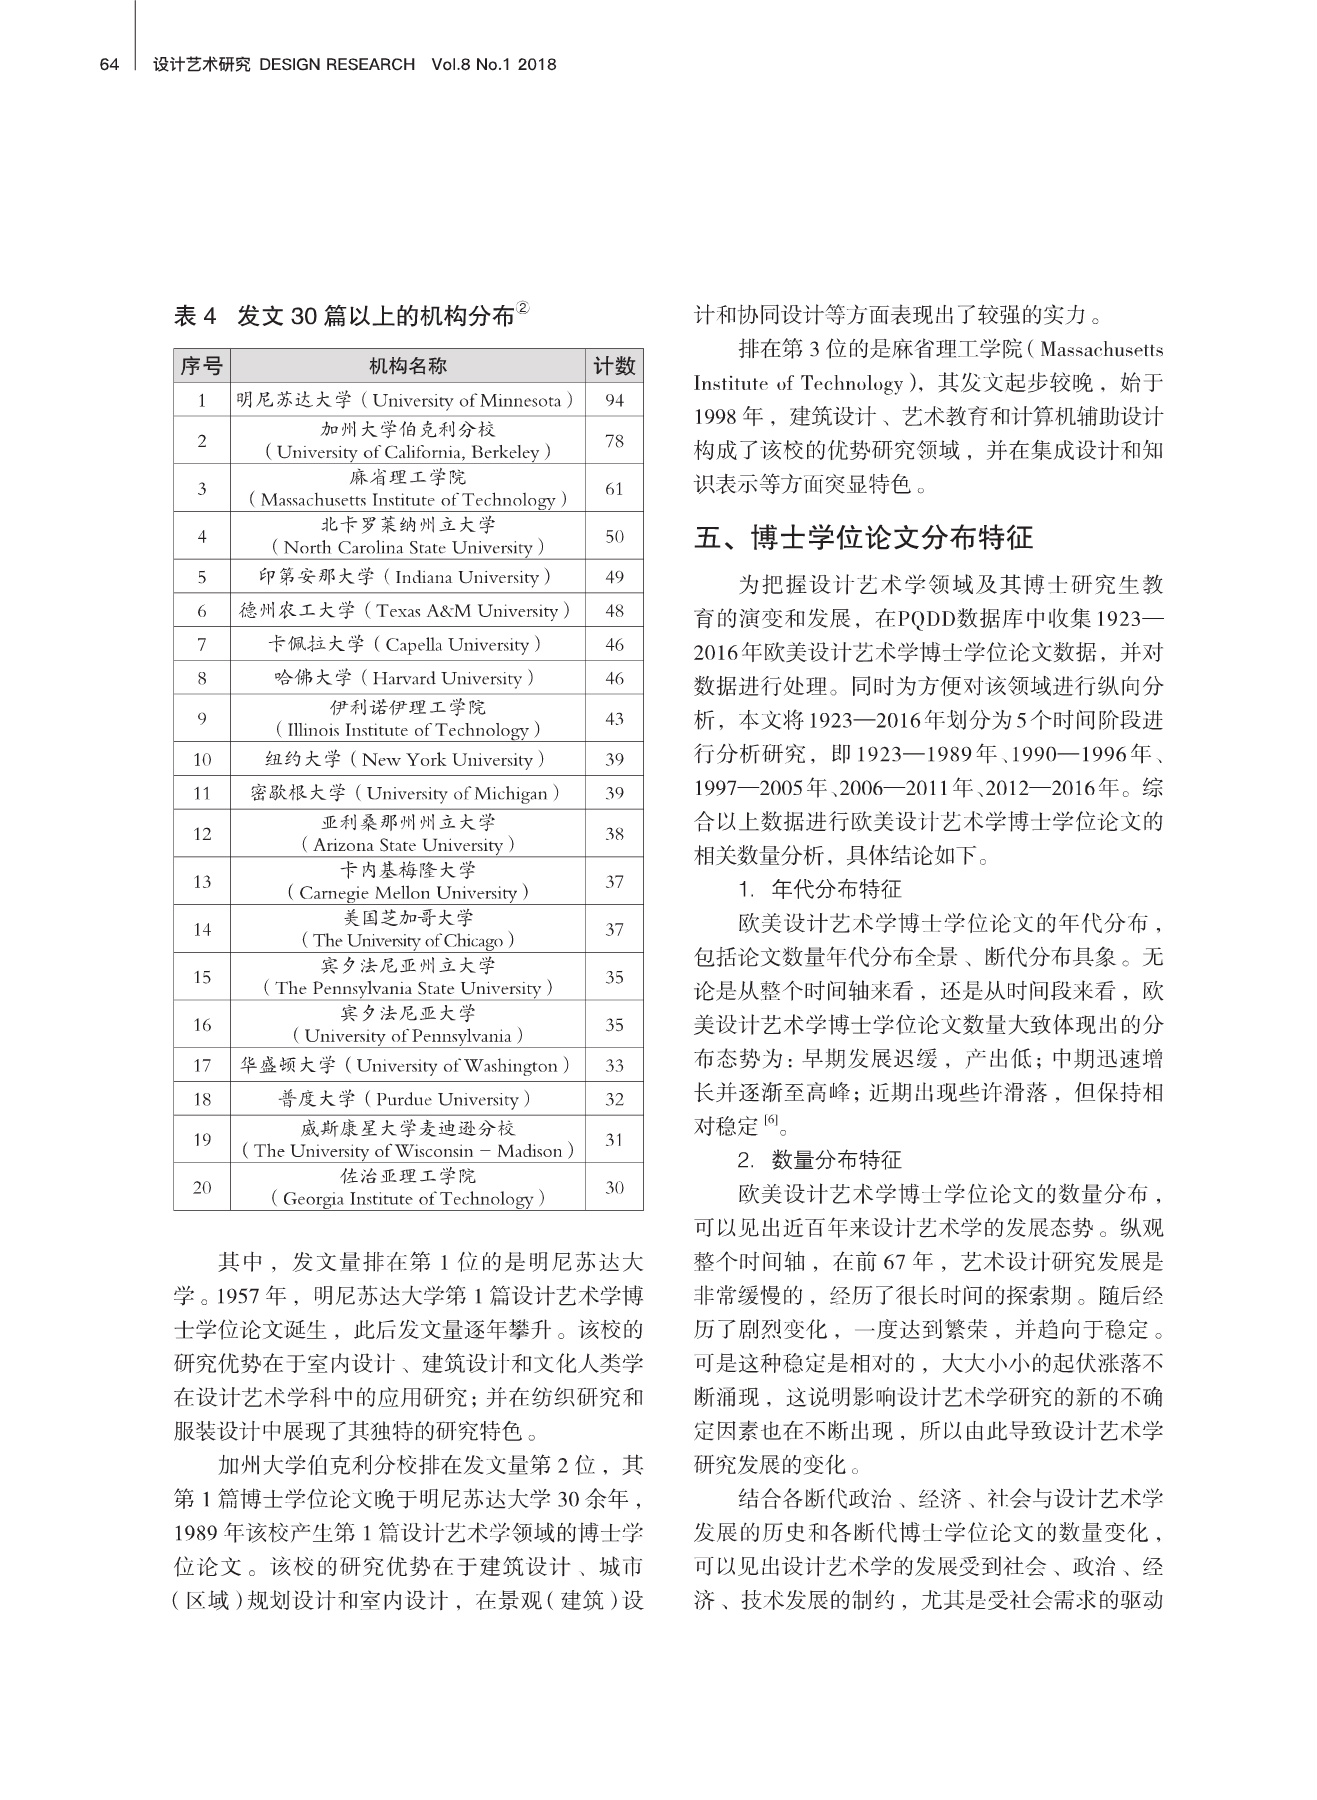 64 设计艺术研究 DESIGN RESEARCH Vol.8 No.1 2018
表 4 发文 30 篇以上的机构分布②
序号 机构名称 计数
1 明尼苏达大学（University of Minnesota） 94
2 加州大学伯克利分校
（University of California, Berkeley） 78
3 麻省理工学院
（Massachusetts Institute of Technology） 61
4 北卡罗莱纳州立大学
（North Carolina State University） 50
5 印第安那大学（Indiana University） 49
6 德州农工大学（Texas A&M University） 48
7 卡佩拉大学（Capella University） 46
8 哈佛大学（Harvard University） 46
9 伊利诺伊理工学院
（Illinois Institute of Technology） 43
10 纽约大学（New York University） 39
11 密歇根大学（University of Michigan） 39
12 亚利桑那州州立大学
（Arizona State University） 38
13 卡内基梅隆大学
（Carnegie Mellon University） 37
14 美国芝加哥大学
（The University of Chicago） 37
15 宾夕法尼亚州立大学
（The Pennsylvania State University） 35
16 宾夕法尼亚大学
（University of Pennsylvania） 35
17 华盛顿大学（University of Washington） 33
18 普度大学（Purdue University） 32
19 威斯康星大学麦迪逊分校
（The University of Wisconsin - Madison） 31
20 佐治亚理工学院
（Georgia Institute of Technology） 30
其中，发文量排在第 1 位的是明尼苏达大
学。1957 年，明尼苏达大学第 1 篇设计艺术学博
士学位论文诞生，此后发文量逐年攀升。该校的
研究优势在于室内设计、建筑设计和文化人类学
在设计艺术学科中的应用研究；并在纺织研究和
服装设计中展现了其独特的研究特色。
加州大学伯克利分校排在发文量第 2 位，其
第 1 篇博士学位论文晚于明尼苏达大学 30 余年，
1989 年该校产生第 1 篇设计艺术学领域的博士学
位论文。该校的研究优势在于建筑设计、城市
（区域）规划设计和室内设计，在景观（建筑）设
计和协同设计等方面表现出了较强的实力。
排在第 3 位的是麻省理工学院（Massachusetts
Institute of Technology），其发文起步较晚，始于
1998 年，建筑设计、艺术教育和计算机辅助设计
构成了该校的优势研究领域，并在集成设计和知
识表示等方面突显特色。
五、博士学位论文分布特征
为把握设计艺术学领域及其博士研究生教
育的演变和发展，在PQDD数据库中收集1923—
2016年欧美设计艺术学博士学位论文数据，并对
数据进行处理。同时为方便对该领域进行纵向分
析，本文将1923—2016年划分为5个时间阶段进
行分析研究，即1923—1989年、1990—1996年、
1997—2005年、2006—2011年、2012—2016年。综
合以上数据进行欧美设计艺术学博士学位论文的
相关数量分析，具体结论如下。
1. 年代分布特征
欧美设计艺术学博士学位论文的年代分布，
包括论文数量年代分布全景、断代分布具象。无
论是从整个时间轴来看，还是从时间段来看，欧
美设计艺术学博士学位论文数量大致体现出的分
布态势为：早期发展迟缓，产出低；中期迅速增
长并逐渐至高峰；近期出现些许滑落，但保持相
对稳定[6]。
2. 数量分布特征
欧美设计艺术学博士学位论文的数量分布，
可以见出近百年来设计艺术学的发展态势。纵观
整个时间轴，在前 67 年，艺术设计研究发展是
非常缓慢的，经历了很长时间的探索期。随后经
历了剧烈变化，一度达到繁荣，并趋向于稳定。
可是这种稳定是相对的，大大小小的起伏涨落不
断涌现，这说明影响设计艺术学研究的新的不确
定因素也在不断出现，所以由此导致设计艺术学
研究发展的变化。
结合各断代政治、经济、社会与设计艺术学
发展的历史和各断代博士学位论文的数量变化，
可以见出设计艺术学的发展受到社会、政治、经
济、技术发展的制约，尤其是受社会需求的驱动